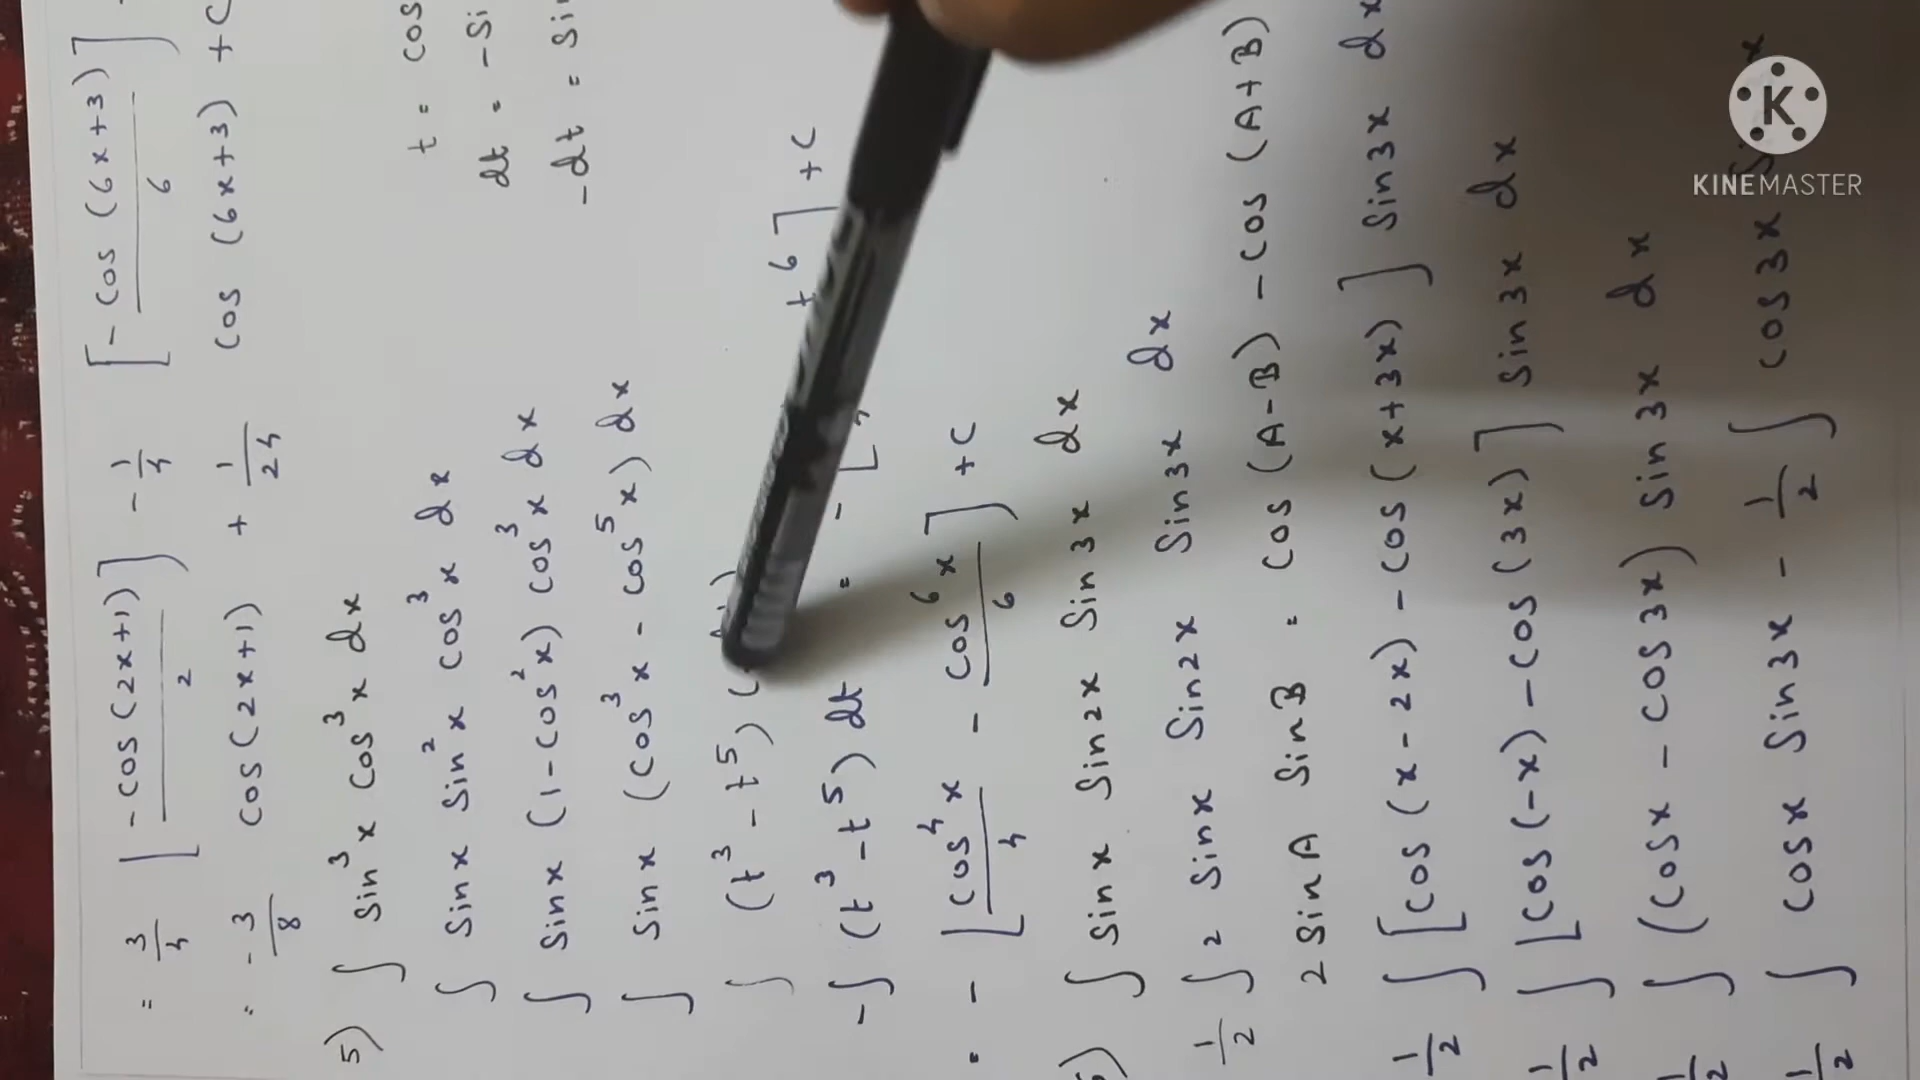 = 3/4 [-cos(2x+1)/2] - 1/4 [-cos(6x+3)/6]
= -3/8 cos(2x+1) + 1/24 cos(6x+3) + C
5) ∫ Sin³x cos³x dx
∫ Sinx Sin²x cos³x dx
t = cos
∫ Sinx (1-cos²x) cos³x dx
dt = -Si
∫ Sinx (cos³x - cos⁵x) dx
-dt = Sin
∫ (t³ - t⁵) (
-∫ (t³ - t⁵) dt = - [ t⁶ ] + C
= - [cos⁴x/4 - cos⁶x/6] + C
) ∫ Sinx Sin2x Sin3x dx
1/2 ∫ 2 Sinx Sin2x Sin3x dx
2 SinA SinB = cos(A-B) - cos(A+B)
1/2 ∫ [cos(x-2x) - cos(x+3x)] Sin3x dx
1/2 ∫ [cos(-x) - cos(3x)] Sin3x dx
1/2 ∫ (cosx - cos3x) Sin3x dx
1/2 ∫ cosx Sin3x - 1/2 ∫ cos3x
KINEMASTER